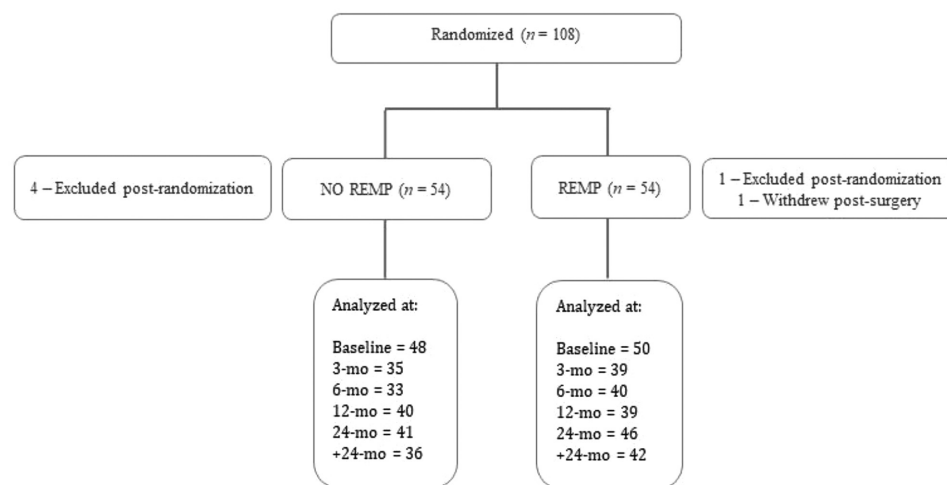 Randomized (n = 108)
4 – Excluded post-randomization
NO REMP (n = 54)
REMP (n = 54)
1 – Excluded post-randomization
1 – Withdrew post-surgery
Analyzed at:
Baseline = 48
3-mo = 35
6-mo = 33
12-mo = 40
24-mo = 41
+24-mo = 36
Analyzed at:
Baseline = 50
3-mo = 39
6-mo = 40
12-mo = 39
24-mo = 46
+24-mo = 42